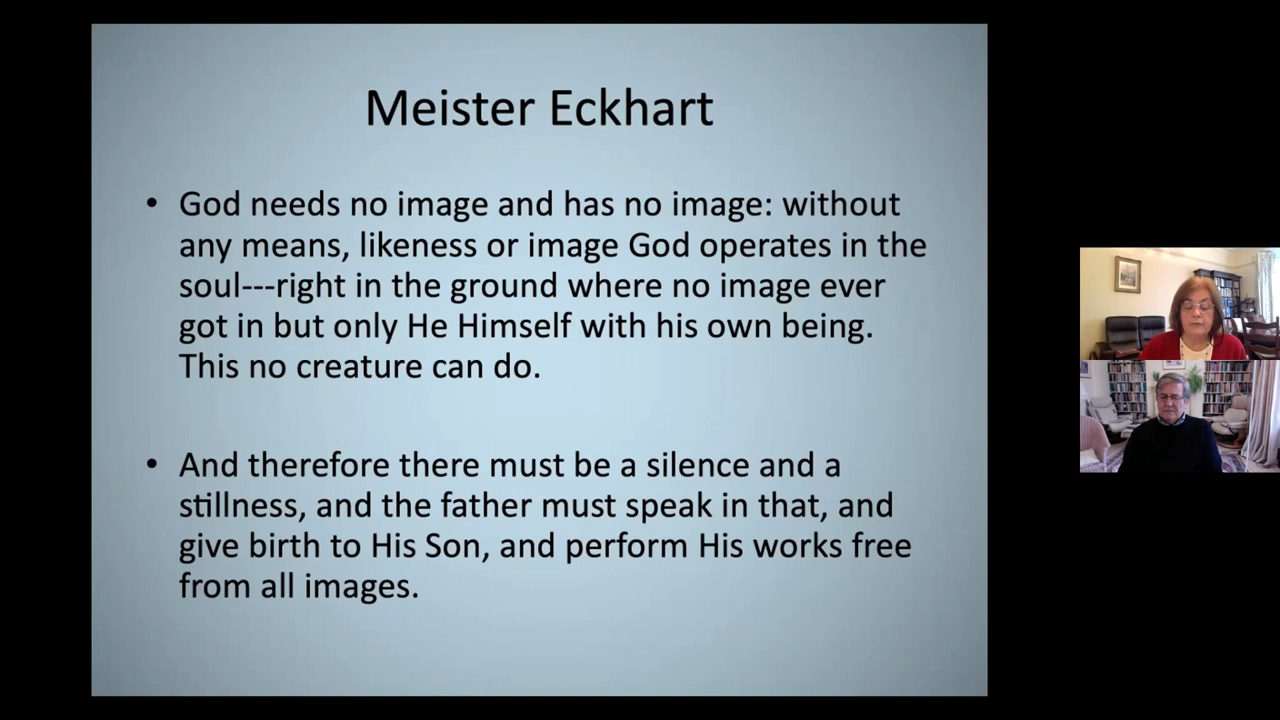 Meister Eckhart
• God needs no image and has no image: without
any means, likeness or image God operates in the
soul---right in the ground where no image ever
got in but only He Himself with his own being.
This no creature can do.
• And therefore there must be a silence and a
stillness, and the father must speak in that, and
give birth to His Son, and perform His works free
from all images.